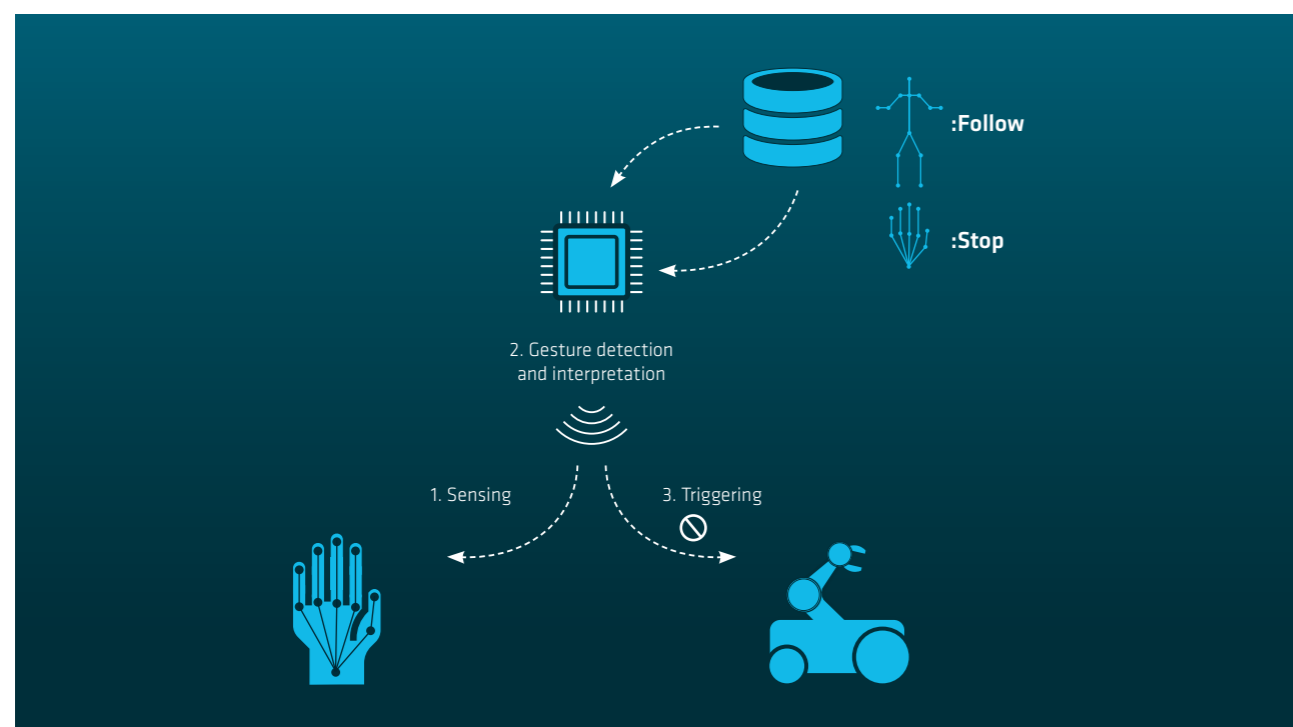 :Follow
:Stop
2. Gesture detection
and interpretation
1. Sensing
3. Triggering